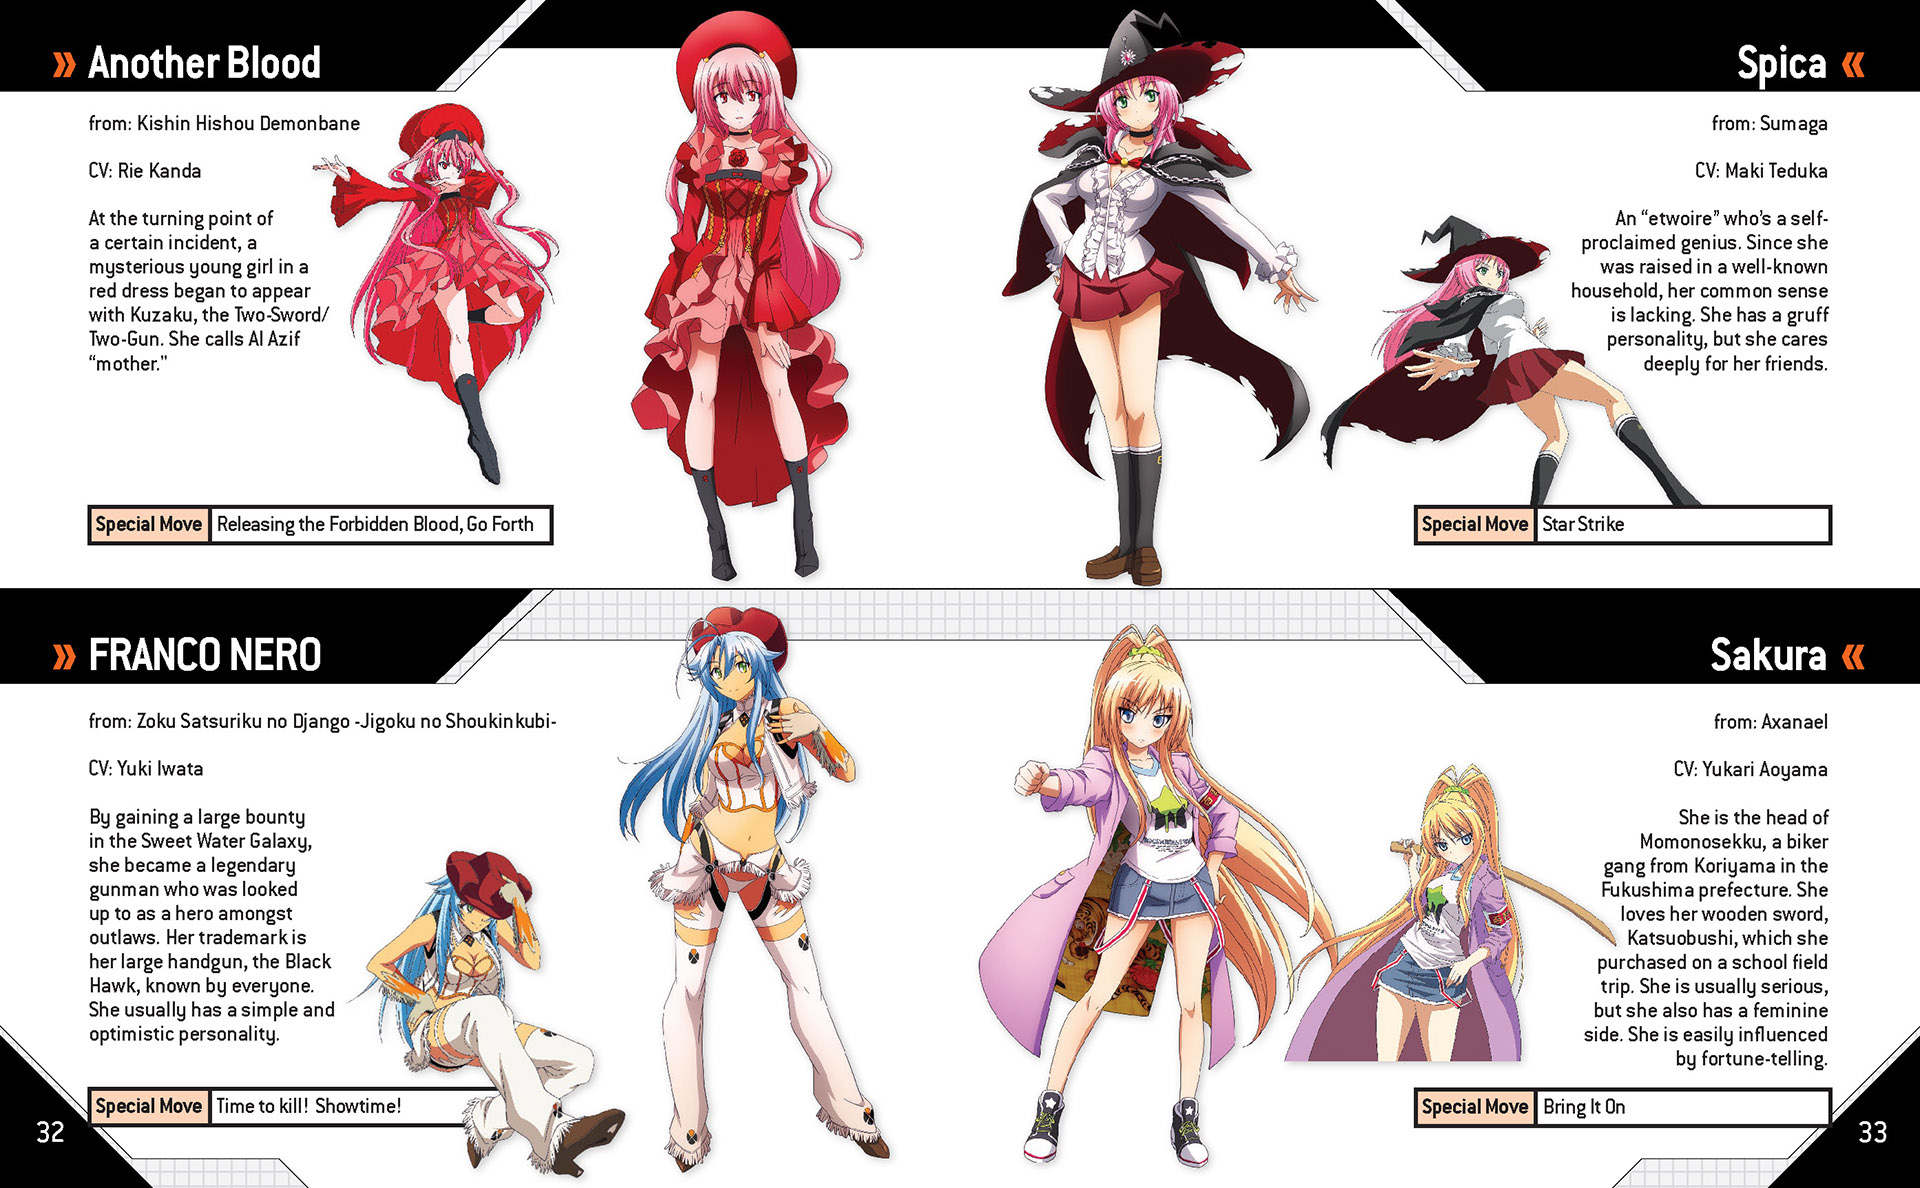 Another Blood
from: Kishin Hishou Demonbane
CV: Rie Kanda
At the turning point of
a certain incident, a
mysterious young girl in a
red dress began to appear
with Kuzaku, the Two-Sword/
Two-Gun. She calls Al Azif
“mother."
Special Move Releasing the Forbidden Blood, Go Forth
Spica
from: Sumaga
CV: Maki Teduka
An “etwoire” who’s a self-
proclaimed genius. Since she
was raised in a well-known
household, her common sense
is lacking. She has a gruff
personality, but she cares
deeply for her friends.
Special Move Star Strike
FRANCO NERO
from: Zoku Satsuriku no Django -Jigoku no Shoukinkubi-
CV: Yuki Iwata
By gaining a large bounty
in the Sweet Water Galaxy,
she became a legendary
gunman who was looked
up to as a hero amongst
outlaws. Her trademark is
her large handgun, the Black
Hawk, known by everyone.
She usually has a simple and
optimistic personality.
Special Move Time to kill! Showtime!
32
Sakura
from: Axanael
CV: Yukari Aoyama
She is the head of
Momonosekku, a biker
gang from Koriyama in the
Fukushima prefecture. She
loves her wooden sword,
Katsuobushi, which she
purchased on a school field
trip. She is usually serious,
but she also has a feminine
side. She is easily influenced
by fortune-telling.
Special Move Bring It On
33